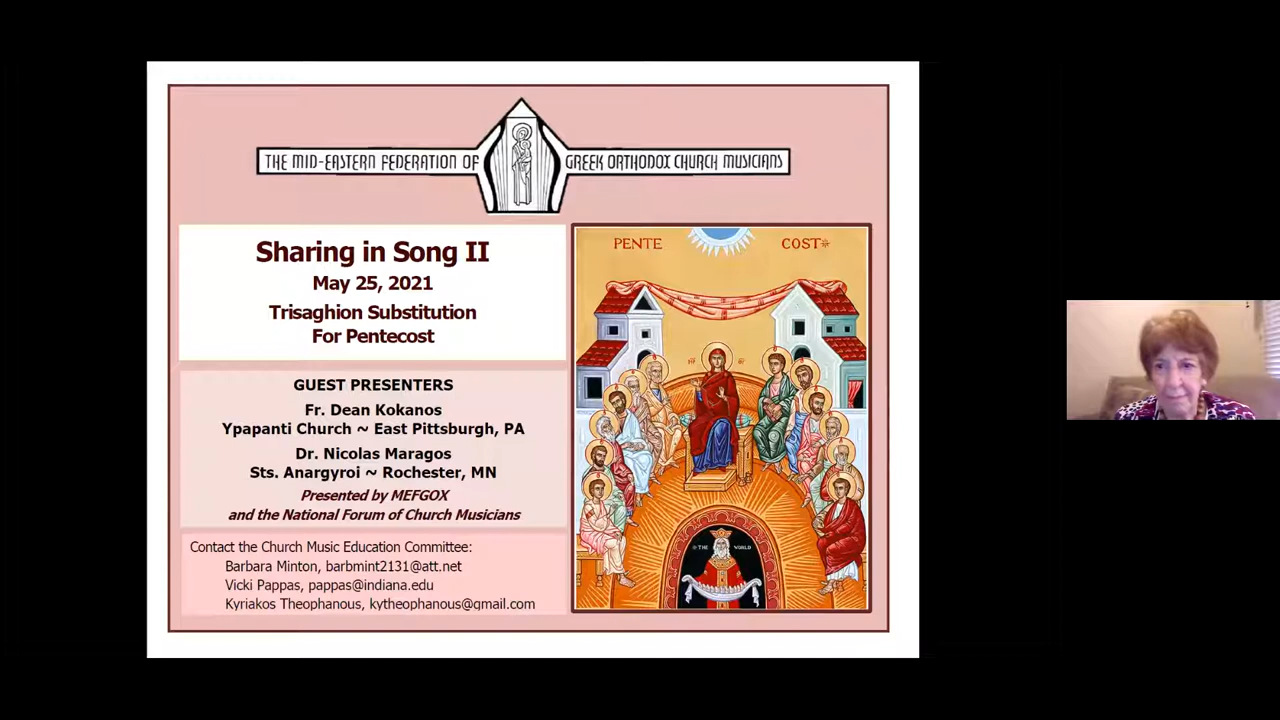 THE MID-EASTERN FEDERATION OF GREEK ORTHODOX CHURCH MUSICIANS
Sharing in Song II
May 25, 2021
Trisaghion Substitution
For Pentecost
GUEST PRESENTERS
Fr. Dean Kokanos
Ypapanti Church ~ East Pittsburgh, PA
Dr. Nicolas Maragos
Sts. Anargyroi ~ Rochester, MN
Presented by MEFGOX
and the National Forum of Church Musicians
Contact the Church Music Education Committee:
Barbara Minton, barbmint2131@att.net
Vicki Pappas, pappas@indiana.edu
Kyriakos Theophanous, kytheophanous@gmail.com
PENTE COST
THE WORLD